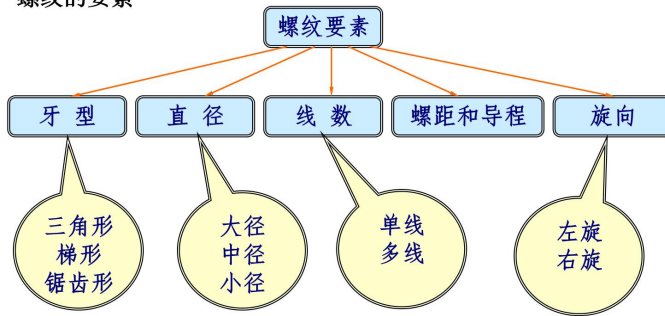 螺纹的要素
螺纹要素
牙 型
直 径
线 数
螺距和导程
旋向
三角形
梯形
锯齿形
大径
中径
小径
单线
多线
左旋
右旋